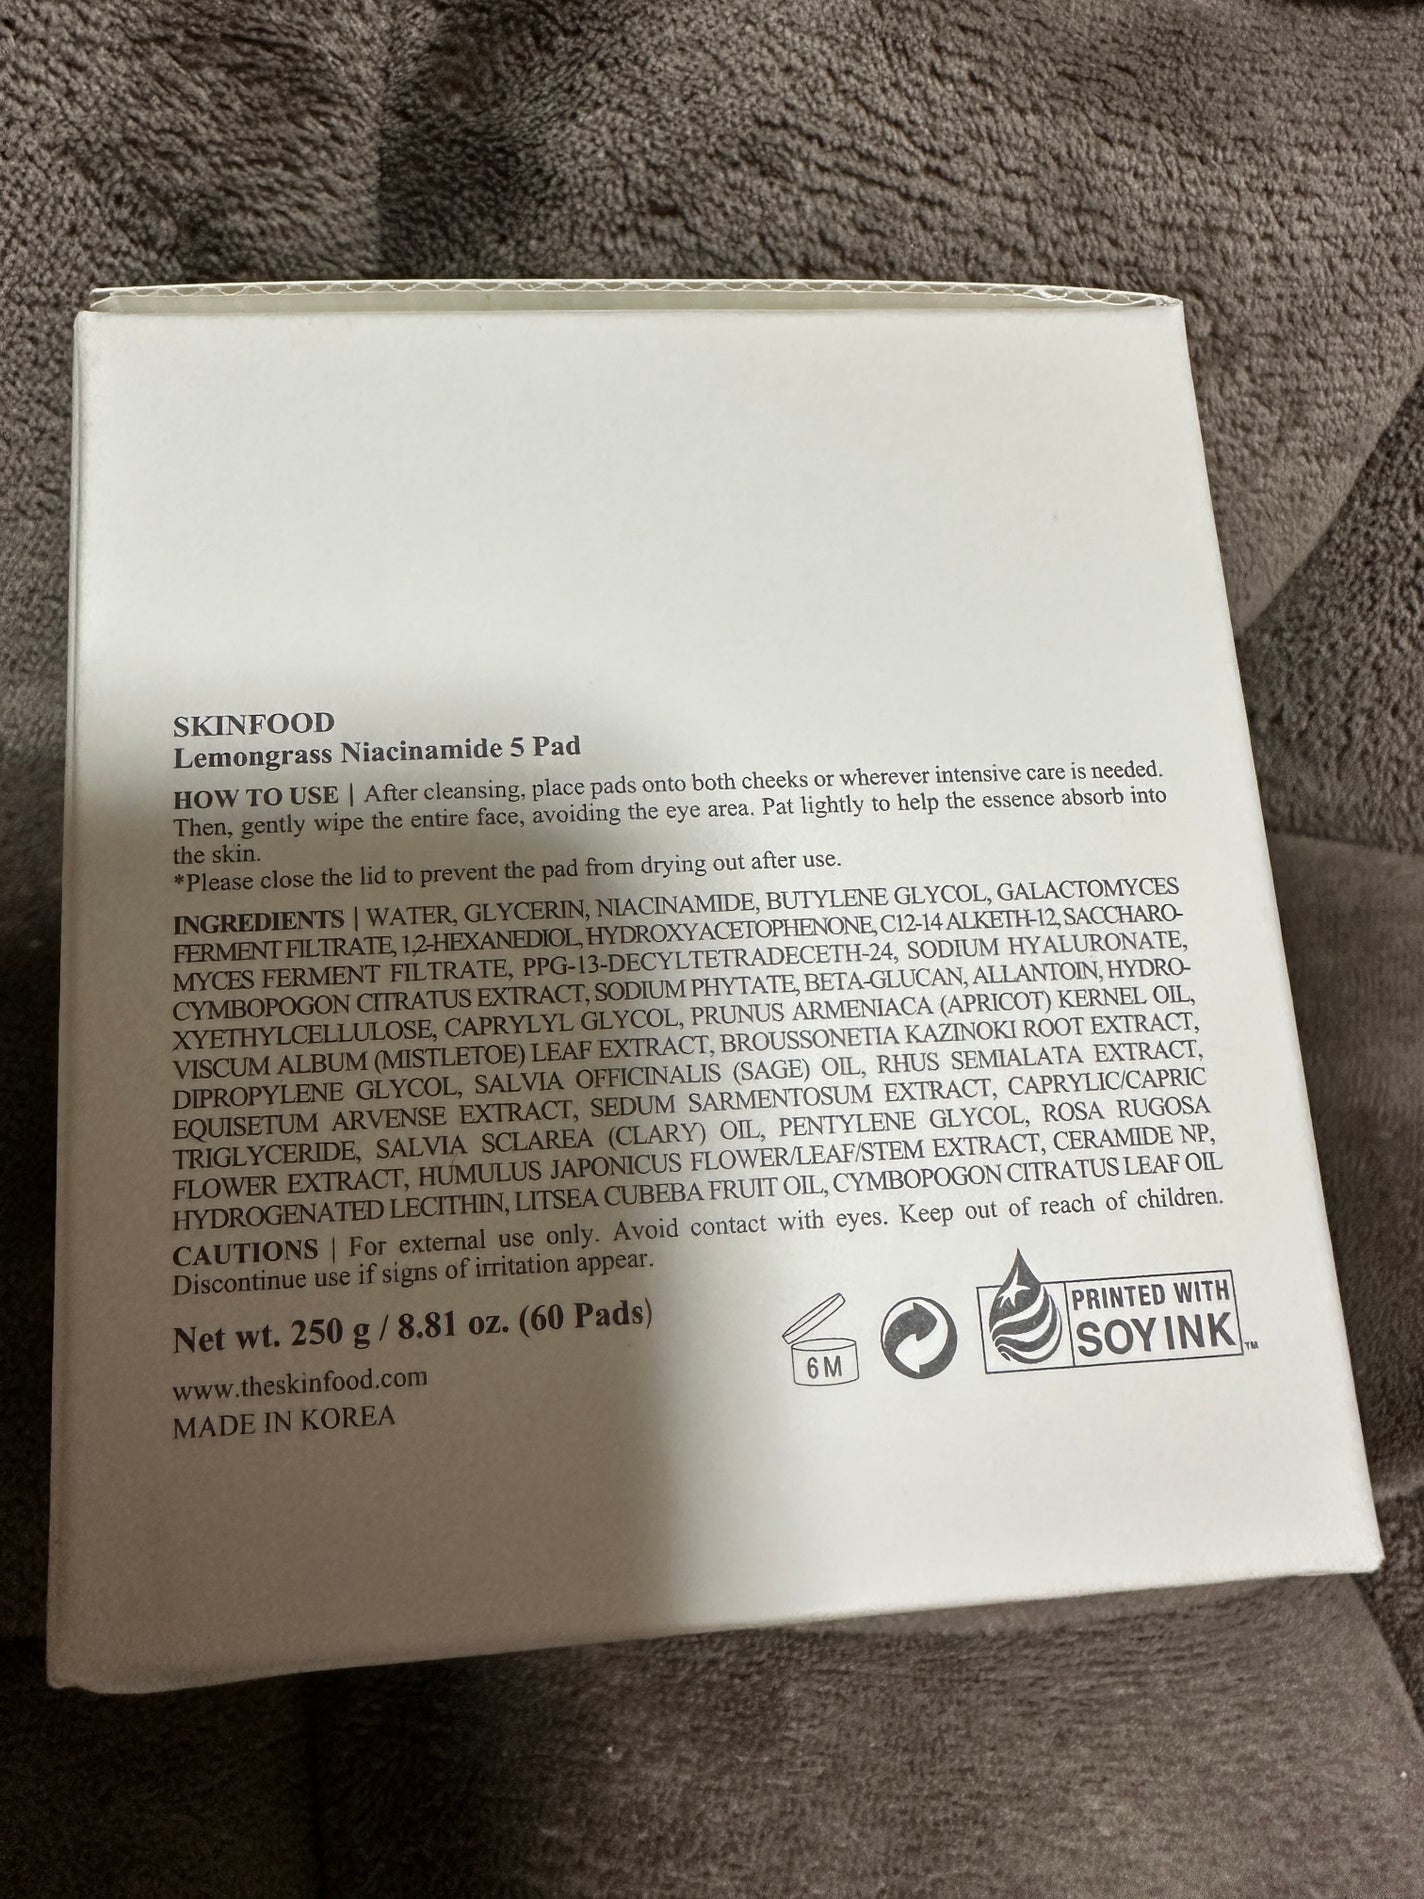 SKINFOOD
Lemongrass Niacinamide 5 Pad
HOW TO USE | After cleansing, place pads onto both cheeks or wherever intensive care is needed.
Then, gently wipe the entire face, avoiding the eye area. Pat lightly to help the essence absorb into
the skin.
*Please close the lid to prevent the pad from drying out after use.
INGREDIENTS | WATER, GLYCERIN, NIACINAMIDE, BUTYLENE GLYCOL, GALACTOMYCES
FERMENT FILTRATE, 1,2-HEXANEDIOL, HYDROXYACETOPHENONE, C12-14 ALKETH-12, SACCHARO-
MYCES FERMENT FILTRATE, PPG-13-DECYLTETRADECETH-24, SODIUM HYALURONATE,
CYMBOPOGON CITRATUS EXTRACT, SODIUM PHYTATE, BETA-GLUCAN, ALLANTOIN, HYDRO-
XYETHYLCELLULOSE, CAPRYLYL GLYCOL, PRUNUS ARMENIACA (APRICOT) KERNEL OIL,
VISCUM ALBUM (MISTLETOE) LEAF EXTRACT, BROUSSONETIA KAZINOKI ROOT EXTRACT,
DIPROPYLENE GLYCOL, SALVIA OFFICINALIS (SAGE) OIL, RHUS SEMIALATA EXTRACT,
EQUISETUM ARVENSE EXTRACT, SEDUM SARMENTOSUM EXTRACT, CAPRYLIC/CAPRIC
TRIGLYCERIDE, SALVIA SCLAREA (CLARY) OIL, PENTYLENE GLYCOL, ROSA RUGOSA
FLOWER EXTRACT, HUMULUS JAPONICUS FLOWER/LEAF/STEM EXTRACT, CERAMIDE NP,
HYDROGENATED LECITHIN, LITSEA CUBEBA FRUIT OIL, CYMBOPOGON CITRATUS LEAF OIL
CAUTIONS | For external use only. Avoid contact with eyes. Keep out of reach of children.
Discontinue use if signs of irritation appear.
Net wt. 250 g / 8.81 oz. (60 Pads)
www.theskinfood.com
MADE IN KOREA
6 M
PRINTED WITH
SOY INK™